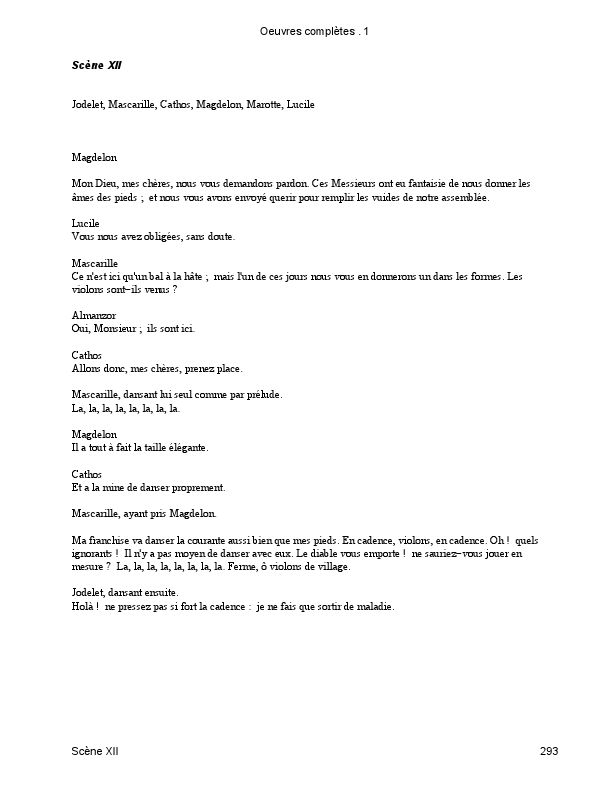 Oeuvres complètes . 1
Scène XII
Jodelet, Mascarille, Cathos, Magdelon, Marotte, Lucile
Magdelon
Mon Dieu, mes chères, nous vous demandons pardon. Ces Messieurs ont eu fantaisie de nous donner les
âmes des pieds ; et nous vous avons envoyé querir pour remplir les vuides de notre assemblée.
Lucile
Vous nous avez obligées, sans doute.
Mascarille
Ce n'est ici qu'un bal à la hâte ; mais l'un de ces jours nous vous en donnerons un dans les formes. Les
violons sont-ils venus ?
Almanzor
Oui, Monsieur ; ils sont ici.
Cathos
Allons donc, mes chères, prenez place.
Mascarille, dansant lui seul comme par prélude.
La, la, la, la, la, la, la, la.
Magdelon
Il a tout à fait la taille élégante.
Cathos
Et a la mine de danser proprement.
Mascarille, ayant pris Magdelon.
Ma franchise va danser la courante aussi bien que mes pieds. En cadence, violons, en cadence. Oh ! quels
ignorants ! Il n'y a pas moyen de danser avec eux. Le diable vous emporte ! ne sauriez-vous jouer en
mesure ? La, la, la, la, la, la, la, la. Ferme, ô violons de village.
Jodelet, dansant ensuite.
Holà ! ne pressez pas si fort la cadence : je ne fais que sortir de maladie.
Scène XII 293